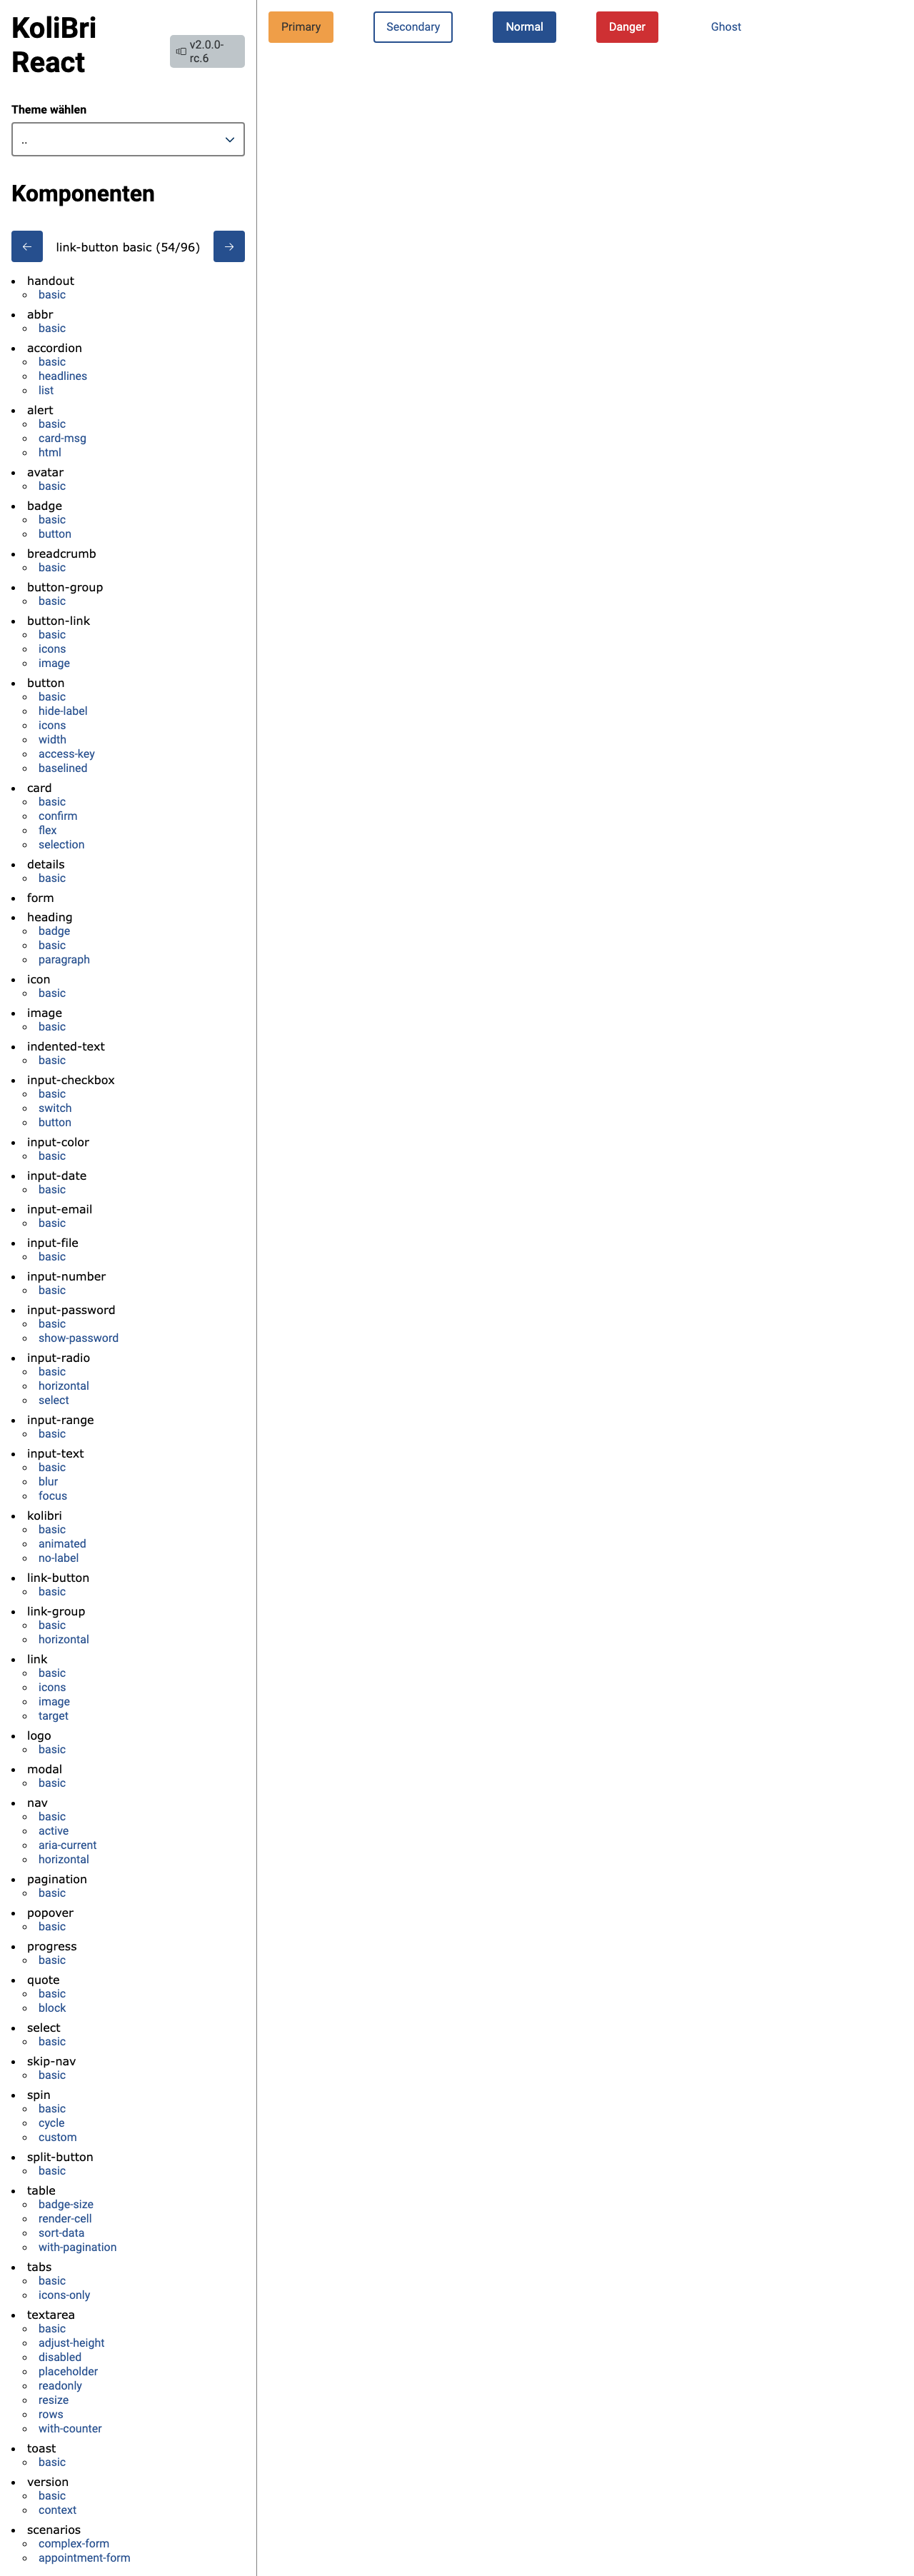 KoliBri
React
v2.0.0-
rc.6
Theme wählen
..
Komponenten
link-button basic (54/96)
handout
basic
abbr
basic
accordion
basic
headlines
list
alert
basic
card-msg
html
avatar
basic
badge
basic
button
breadcrumb
basic
button-group
basic
button-link
basic
icons
image
button
basic
hide-label
icons
width
access-key
baselined
card
basic
confirm
flex
selection
details
basic
form
heading
badge
basic
paragraph
icon
basic
image
basic
indented-text
basic
input-checkbox
basic
switch
button
input-color
basic
input-date
basic
input-email
basic
input-file
basic
input-number
basic
input-password
basic
show-password
input-radio
basic
horizontal
select
input-range
basic
input-text
basic
blur
focus
kolibri
basic
animated
no-label
link-button
basic
link-group
basic
horizontal
link
basic
icons
image
target
logo
basic
modal
basic
nav
basic
active
aria-current
horizontal
pagination
basic
popover
basic
progress
basic
quote
basic
block
select
basic
skip-nav
basic
spin
basic
cycle
custom
split-button
basic
table
badge-size
render-cell
sort-data
with-pagination
tabs
basic
icons-only
textarea
basic
adjust-height
disabled
placeholder
readonly
resize
rows
with-counter
toast
basic
version
basic
context
scenarios
complex-form
appointment-form
Primary
Secondary
Normal
Danger
Ghost